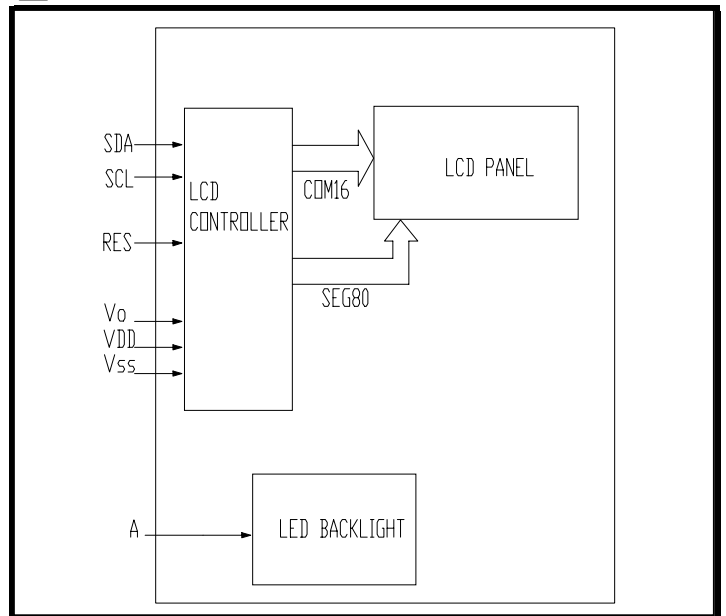 SDA
SCL
RES
Vo
VDD
Vss
LCD
CONTROLLER
COM16
SEG80
LCD PANEL
A
LED BACKLIGHT